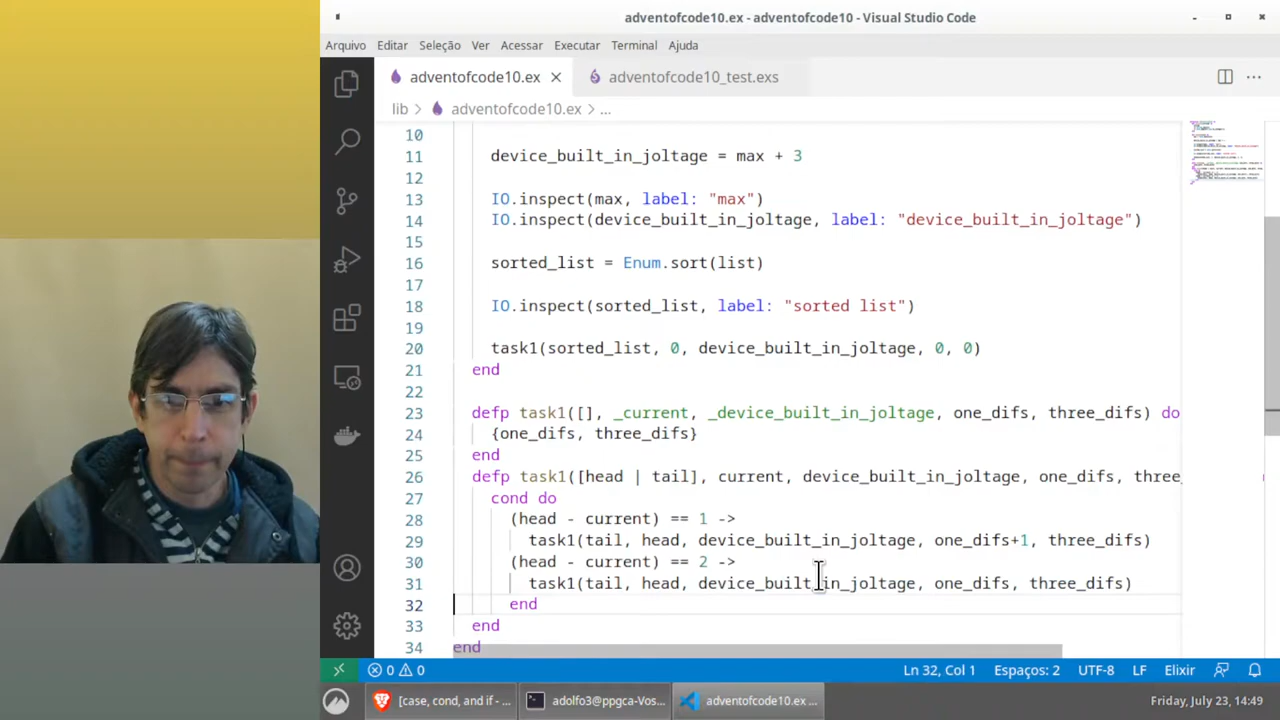 adventofcode10.ex - adventofcode10 - Visual Studio Code
Arquivo Editar Seleção Ver Acessar Executar Terminal Ajuda
adventofcode10.ex adventofcode10_test.exs
lib > adventofcode10.ex > ...
10
11 device_built_in_joltage = max + 3
12
13 IO.inspect(max, label: "max")
14 IO.inspect(device_built_in_joltage, label: "device_built_in_joltage")
15
16 sorted_list = Enum.sort(list)
17
18 IO.inspect(sorted_list, label: "sorted list")
19
20 task1(sorted_list, 0, device_built_in_joltage, 0, 0)
21 end
22
23 defp task1([], _current, _device_built_in_joltage, one_difs, three_difs) do
24 {one_difs, three_difs}
25 end
26 defp task1([head | tail], current, device_built_in_joltage, one_difs, three_
27 cond do
28 (head - current) == 1 ->
29 task1(tail, head, device_built_in_joltage, one_difs+1, three_difs)
30 (head - current) == 2 ->
31 task1(tail, head, device_built_in_joltage, one_difs, three_difs)
32 end
33 end
34 end
0 0 Ln 32, Col 1 Espaços: 2 UTF-8 LF Elixir
[case, cond, and if - ... adolfo3@ppgca-Vos... adventofcode10.ex ... Friday, July 23, 14:49